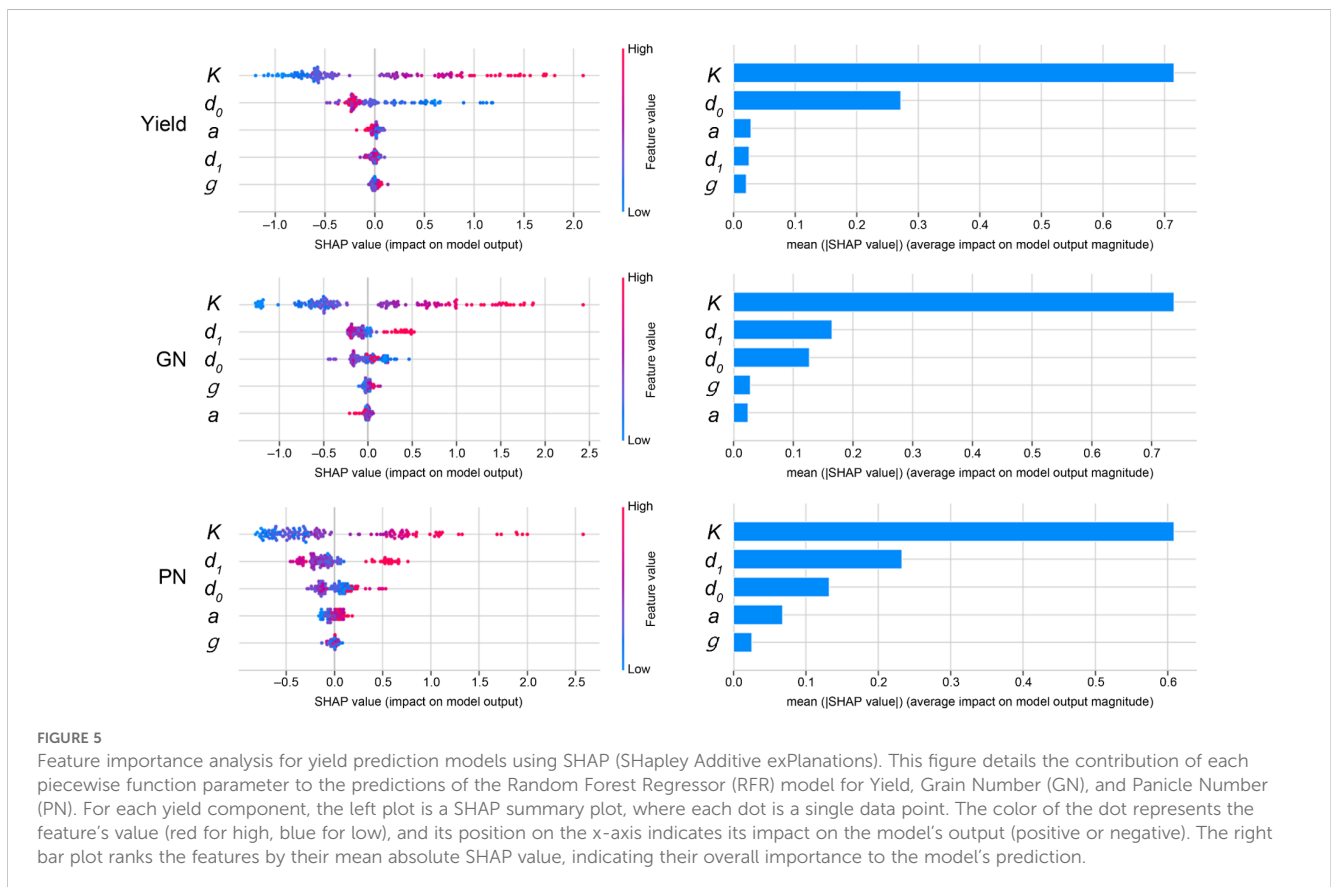 Yield
K
d0
a
d1
g
−1.0 −0.5 0.0 0.5 1.0 1.5 2.0
SHAP value (impact on model output)
High
Feature value
Low
K
d0
a
d1
g
0.0 0.1 0.2 0.3 0.4 0.5 0.6 0.7
mean (|SHAP value|) (average impact on model output magnitude)
GN
K
d1
d0
g
a
−1.0 −0.5 0.0 0.5 1.0 1.5 2.0 2.5
SHAP value (impact on model output)
High
Feature value
Low
K
d1
d0
g
a
0.0 0.1 0.2 0.3 0.4 0.5 0.6 0.7
mean (|SHAP value|) (average impact on model output magnitude)
PN
K
d1
d0
a
g
−0.5 0.0 0.5 1.0 1.5 2.0 2.5
SHAP value (impact on model output)
High
Feature value
Low
K
d1
d0
a
g
0.0 0.1 0.2 0.3 0.4 0.5 0.6
mean (|SHAP value|) (average impact on model output magnitude)
FIGURE 5
Feature importance analysis for yield prediction models using SHAP (SHapley Additive exPlanations). This figure details the contribution of each
piecewise function parameter to the predictions of the Random Forest Regressor (RFR) model for Yield, Grain Number (GN), and Panicle Number
(PN). For each yield component, the left plot is a SHAP summary plot, where each dot is a single data point. The color of the dot represents the
feature's value (red for high, blue for low), and its position on the x-axis indicates its impact on the model's output (positive or negative). The right
bar plot ranks the features by their mean absolute SHAP value, indicating their overall importance to the model's prediction.